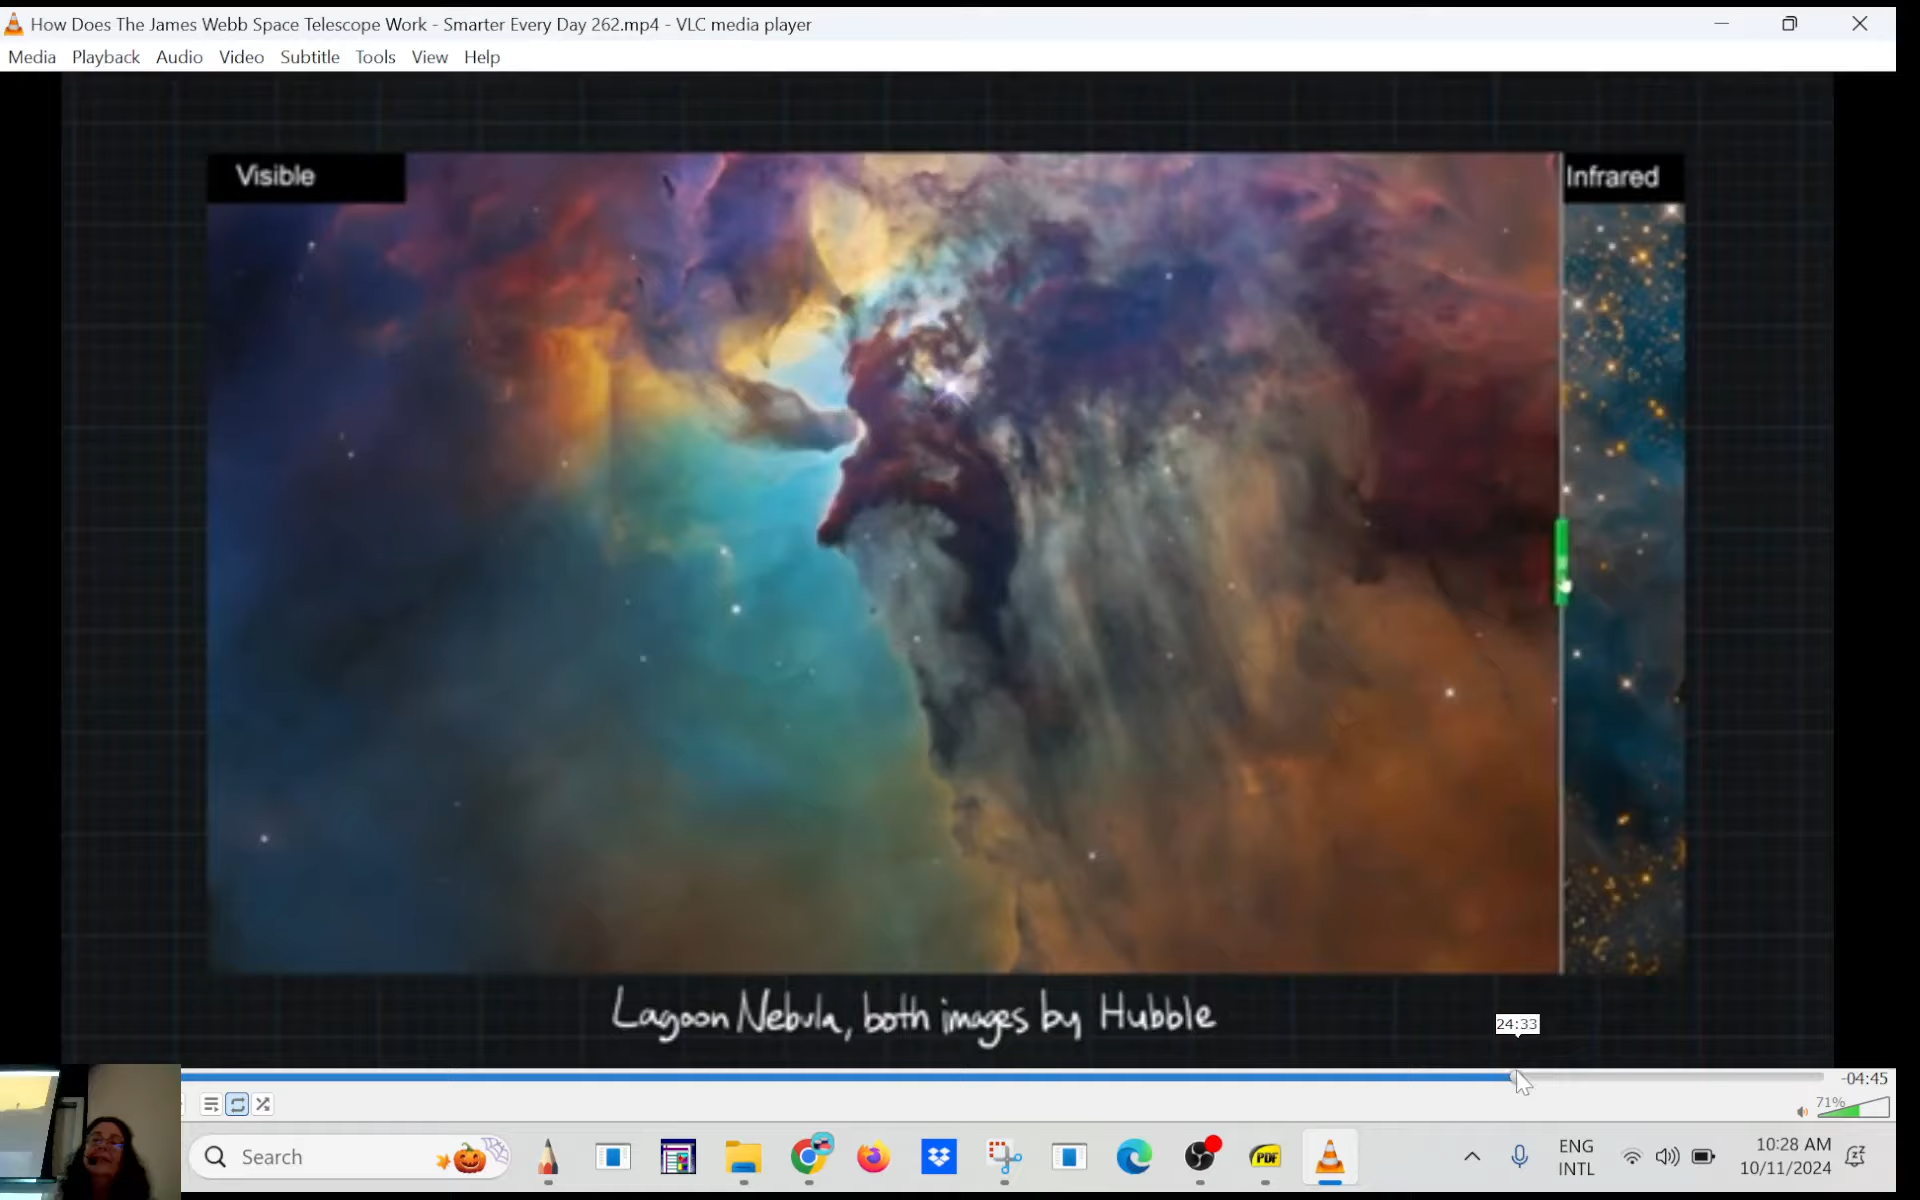 How Does The James Webb Space Telescope Work - Smarter Every Day 262.mp4 - VLC media player
Media Playback Audio Video Subtitle Tools View Help
Visible
Infrared
Lagoon Nebula, both images by Hubble
24:33
-04:45
71%
Search
PDF
ENG
INTL
10:28 AM
10/11/2024